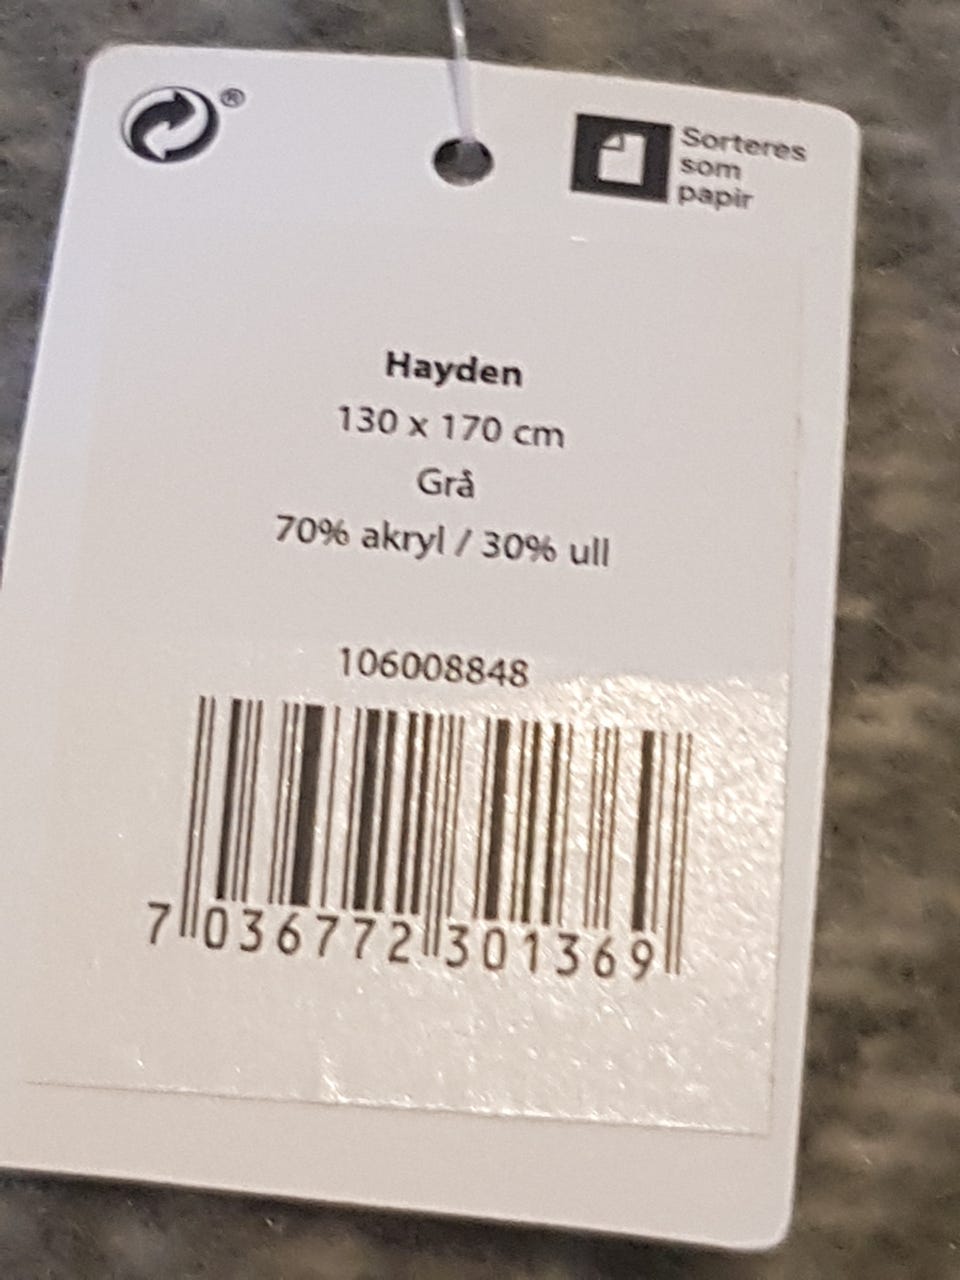 ®
Sorteres
som
papir
Hayden
130 x 170 cm
Grå
70% akryl / 30% ull
106008848
7 036772 301369